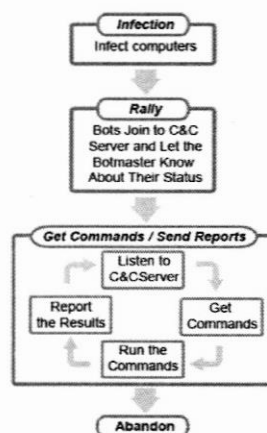 Infection
Infect computers
Rally
Bots Join to C&C
Server and Let the
Botmaster Know
About Their Status
Get Commands / Send Reports
Listen to
C&CServer
Report
the Results
Get
Commands
Run the
Commands
Abandon